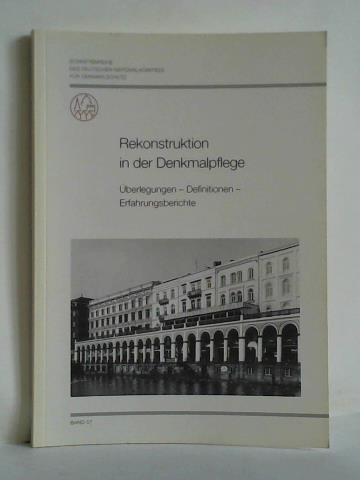 SCHRIFTENREIHE
DES DEUTSCHEN NATIONALKOMITEES
FÜR DENKMALSCHUTZ
Rekonstruktion
in der Denkmalpflege
Überlegungen – Definitionen –
Erfahrungsberichte
BAND 57